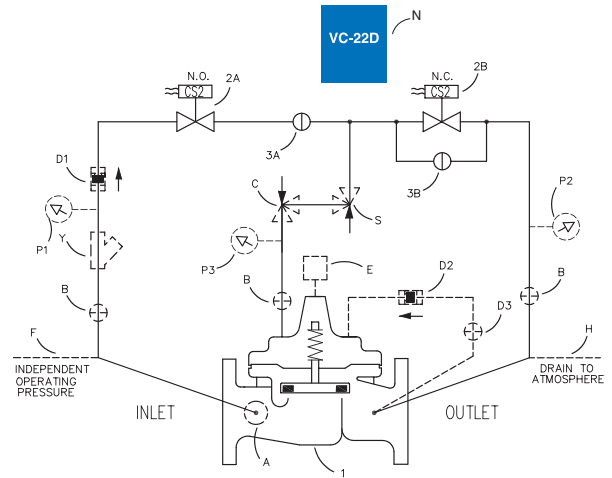 VC-22D
N
N.O.
CS2
2A
N.C.
CS2
2B
3A
3B
D1
P1
Y
C
S
P2
P3
E
D2
B
B
B
D3
F
H
INDEPENDENT
OPERATING
PRESSURE
DRAIN TO
ATMOSPHERE
INLET
OUTLET
A
1